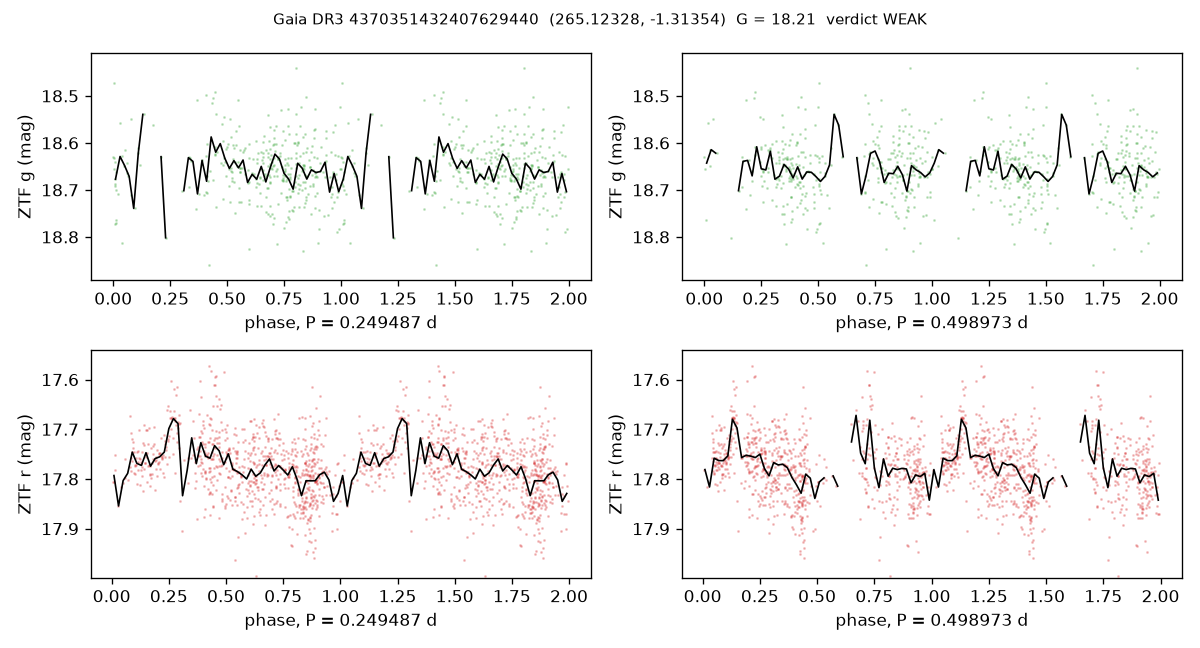 Gaia DR3 4370351432407629440 (265.12328, -1.31354) G = 18.21 verdict WEAK
ZTF g (mag)
18.5
18.6
18.7
18.8
0.00 0.25 0.50 0.75 1.00 1.25 1.50 1.75 2.00
phase, P = 0.249487 d
ZTF g (mag)
18.5
18.6
18.7
18.8
0.00 0.25 0.50 0.75 1.00 1.25 1.50 1.75 2.00
phase, P = 0.498973 d
ZTF r (mag)
17.6
17.7
17.8
17.9
0.00 0.25 0.50 0.75 1.00 1.25 1.50 1.75 2.00
phase, P = 0.249487 d
ZTF r (mag)
17.6
17.7
17.8
17.9
0.00 0.25 0.50 0.75 1.00 1.25 1.50 1.75 2.00
phase, P = 0.498973 d